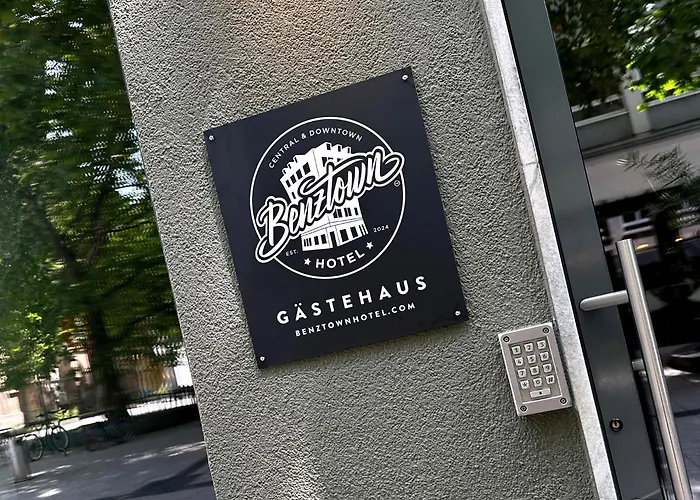 CENTRAL & DOWNTOWN
Benztown
EST. 2024
★ HOTEL ★
GÄSTEHAUS
BENZTOWNHOTEL.COM